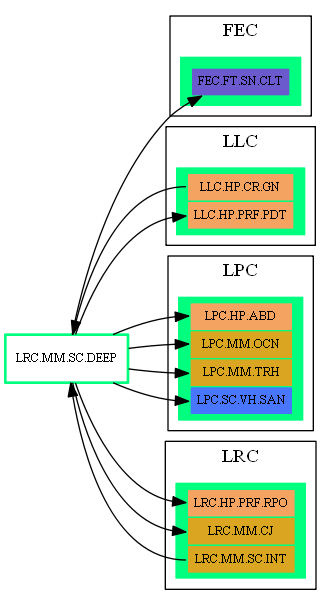 FEC
FEC.FT.SN.CLT
LLC
LLC.HP.CR.GN
LLC.HP.PRF.PDT
LPC
LPC.HP.ABD
LPC.MM.OCN
LPC.MM.TRH
LPC.SC.VH.SAN
LRC.MM.SC.DEEP
LRC
LRC.HP.PRF.RPO
LRC.MM.CJ
LRC.MM.SC.INT